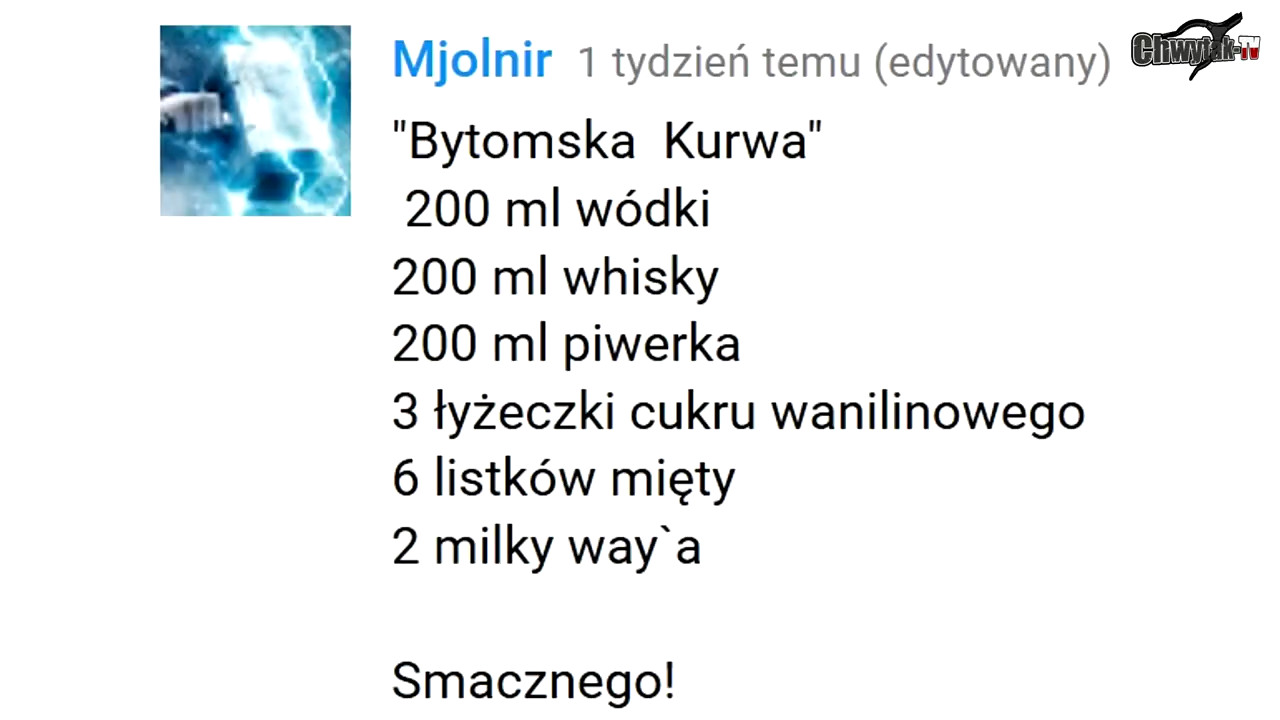 Mjolnir 1 tydzień temu (edytowany)
Chwytak-TV
"Bytomska Kurwa"
200 ml wódki
200 ml whisky
200 ml piwerka
3 łyżeczki cukru wanilinowego
6 listków mięty
2 milky way`a
Smacznego!